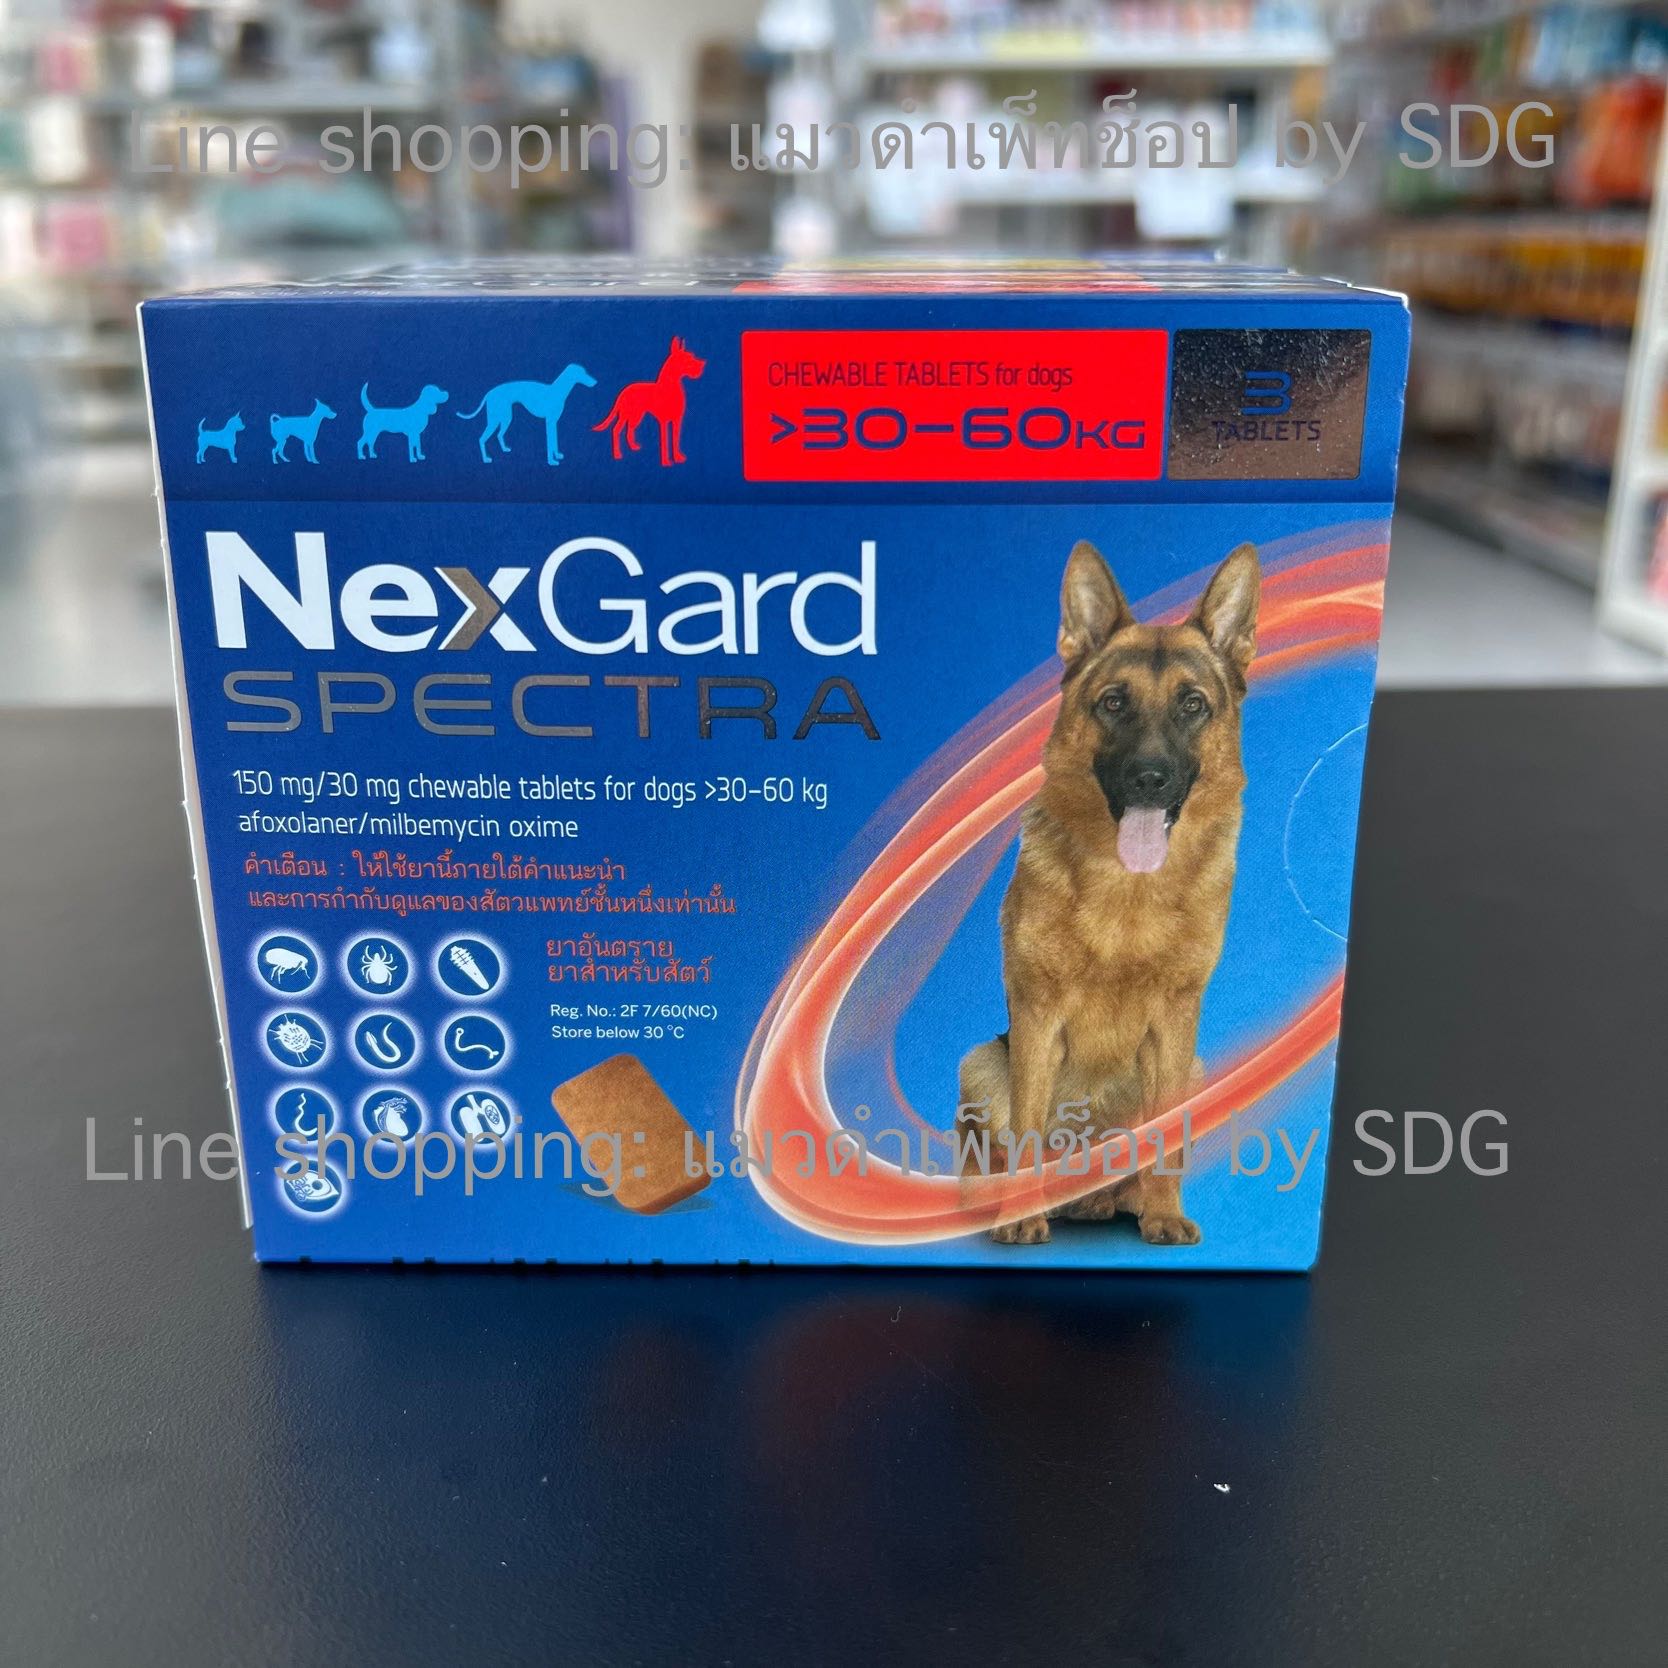 Line shopping: แมวดำเพ็ทช็อป by SDG
CHEWABLE TABLETS for dogs
>30-60KG
3
TABLETS
NexGard
SPECTRA
150 mg/30 mg chewable tablets for dogs >30-60 kg
afoxolaner/milbemycin oxime
คำเตือน : ให้ใช้ยานี้ภายใต้คำแนะนำ
และการกำกับดูแลของสัตวแพทย์ชั้นหนึ่งเท่านั้น
ยาอันตราย
ยาสำหรับสัตว์
Reg. No.: 2F 7/60(NC)
Store below 30 °C
Line shopping: แมวดำเพ็ทช็อป by SDG